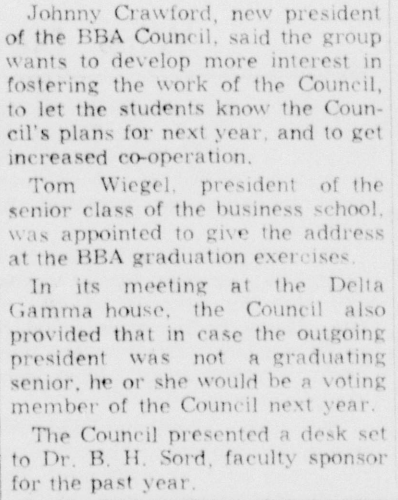 Johnny Crawford, new president
of the BBA Council, said the group
wants to develop more interest in
fostering the work of the Council,
to let the students know the Coun-
cil's plans for next year, and to get
increased co-operation.
Tom Wiegel, president of the
senior class of the business school,
was appointed to give the address
at the BBA graduation exercises.
In its meeting at the Delta
Gamma house, the Council also
provided that in case the outgoing
president was not a graduating
senior, he or she would be a voting
member of the Council next year.
The Council presented a desk set
to Dr. B. H. Sord, faculty sponsor
for the past year.